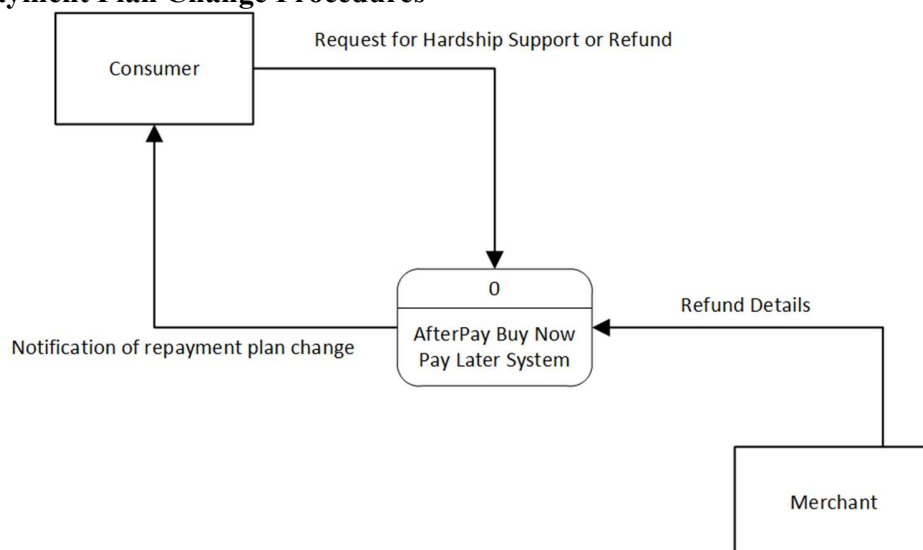 Plan Change Procedures
Request for Hardship Support or Refund
Consumer
0
AfterPay Buy Now
Pay Later System
Refund Details
Notification of repayment plan change
Merchant